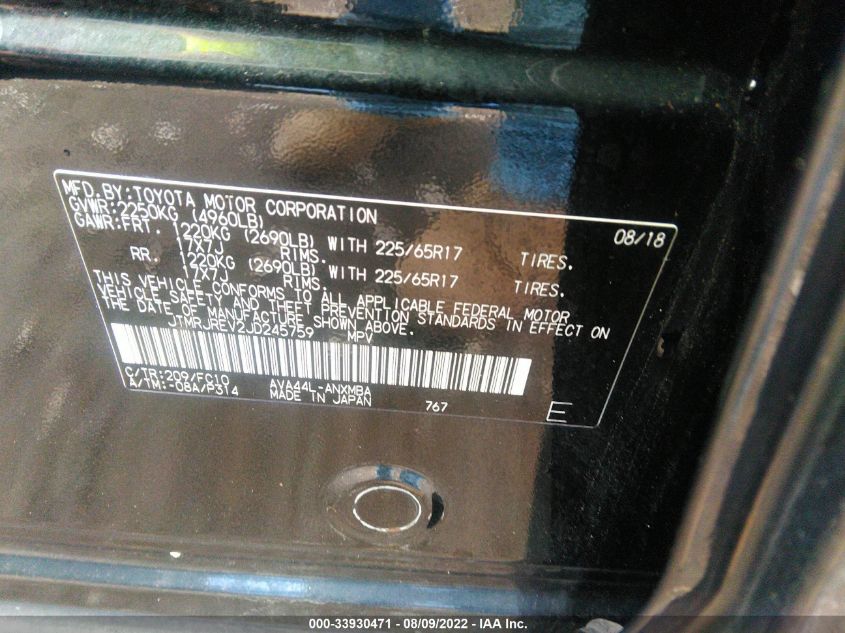 MFD.BY:TOYOTA MOTOR CORPORATION 08/18
GVWR:2250KG (4960LB)
GAWR:FRT. 1220KG (2690LB) WITH 225/65R17 TIRES.
17X7J RIMS.
RR. 1220KG (2690LB) WITH 225/65R17 TIRES.
17X7J RIMS.
THIS VEHICLE CONFORMS TO ALL APPLICABLE FEDERAL MOTOR
VEHICLE SAFETY AND THEFT PREVENTION STANDARDS IN EFFECT ON
THE DATE OF MANUFACTURE SHOWN ABOVE.
JTMRJREV2JD245759 MPV
C/TR:209/FC10 AVA44L-ANXMBA
A/TM:-08A/P314 MADE IN JAPAN 767 E
000-33930471 - 08/09/2022 - IAA Inc.